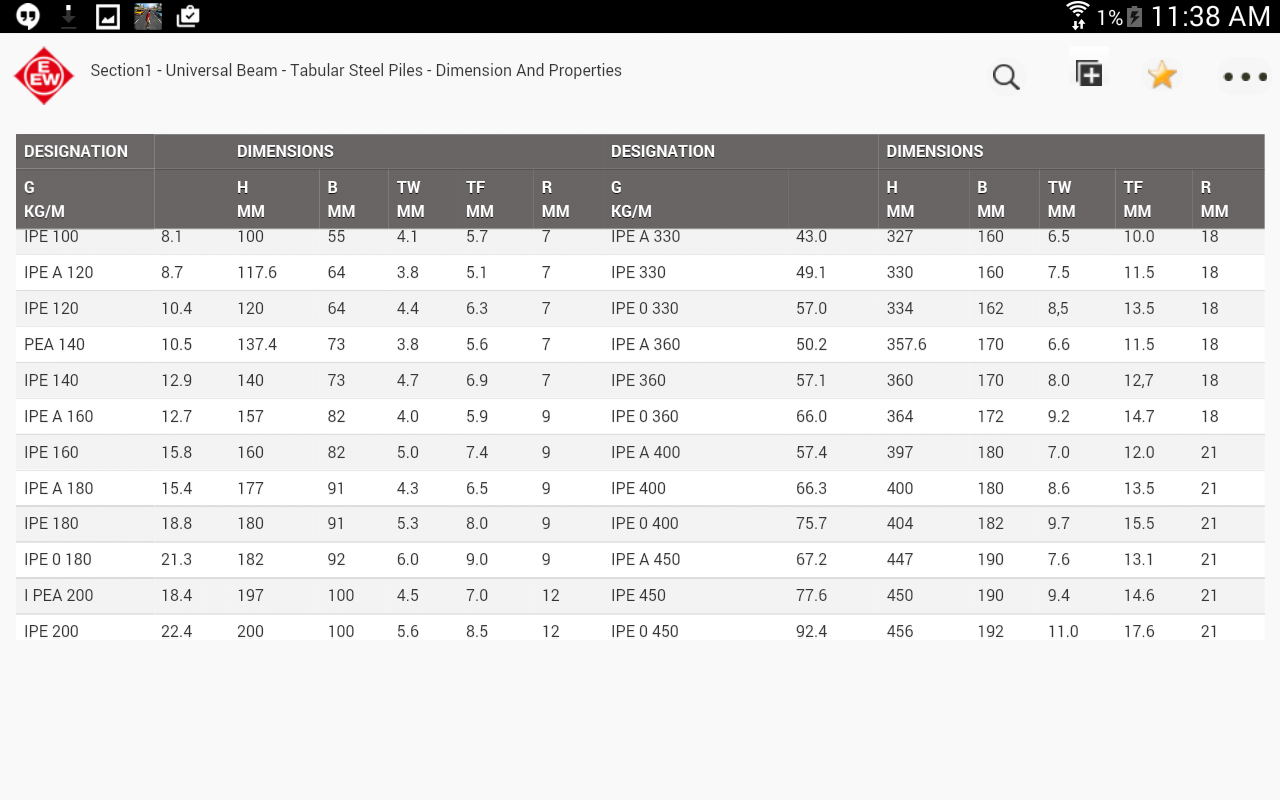 1% 11:38 AM
E
EEW
Section1 - Universal Beam - Tabular Steel Piles - Dimension And Properties
DESIGNATION DIMENSIONS DESIGNATION DIMENSIONS
G H B TW TF R G H B TW TF R
KG/M MM MM MM MM MM KG/M MM MM MM MM MM
IPE 100 8.1 100 55 4.1 5.7 7 IPE A 330 43.0 327 160 6.5 10.0 18
IPE A 120 8.7 117.6 64 3.8 5.1 7 IPE 330 49.1 330 160 7.5 11.5 18
IPE 120 10.4 120 64 4.4 6.3 7 IPE 0 330 57.0 334 162 8,5 13.5 18
PEA 140 10.5 137.4 73 3.8 5.6 7 IPE A 360 50.2 357.6 170 6.6 11.5 18
IPE 140 12.9 140 73 4.7 6.9 7 IPE 360 57.1 360 170 8.0 12,7 18
IPE A 160 12.7 157 82 4.0 5.9 9 IPE 0 360 66.0 364 172 9.2 14.7 18
IPE 160 15.8 160 82 5.0 7.4 9 IPE A 400 57.4 397 180 7.0 12.0 21
IPE A 180 15.4 177 91 4.3 6.5 9 IPE 400 66.3 400 180 8.6 13.5 21
IPE 180 18.8 180 91 5.3 8.0 9 IPE 0 400 75.7 404 182 9.7 15.5 21
IPE 0 180 21.3 182 92 6.0 9.0 9 IPE A 450 67.2 447 190 7.6 13.1 21
I PEA 200 18.4 197 100 4.5 7.0 12 IPE 450 77.6 450 190 9.4 14.6 21
IPE 200 22.4 200 100 5.6 8.5 12 IPE 0 450 92.4 456 192 11.0 17.6 21